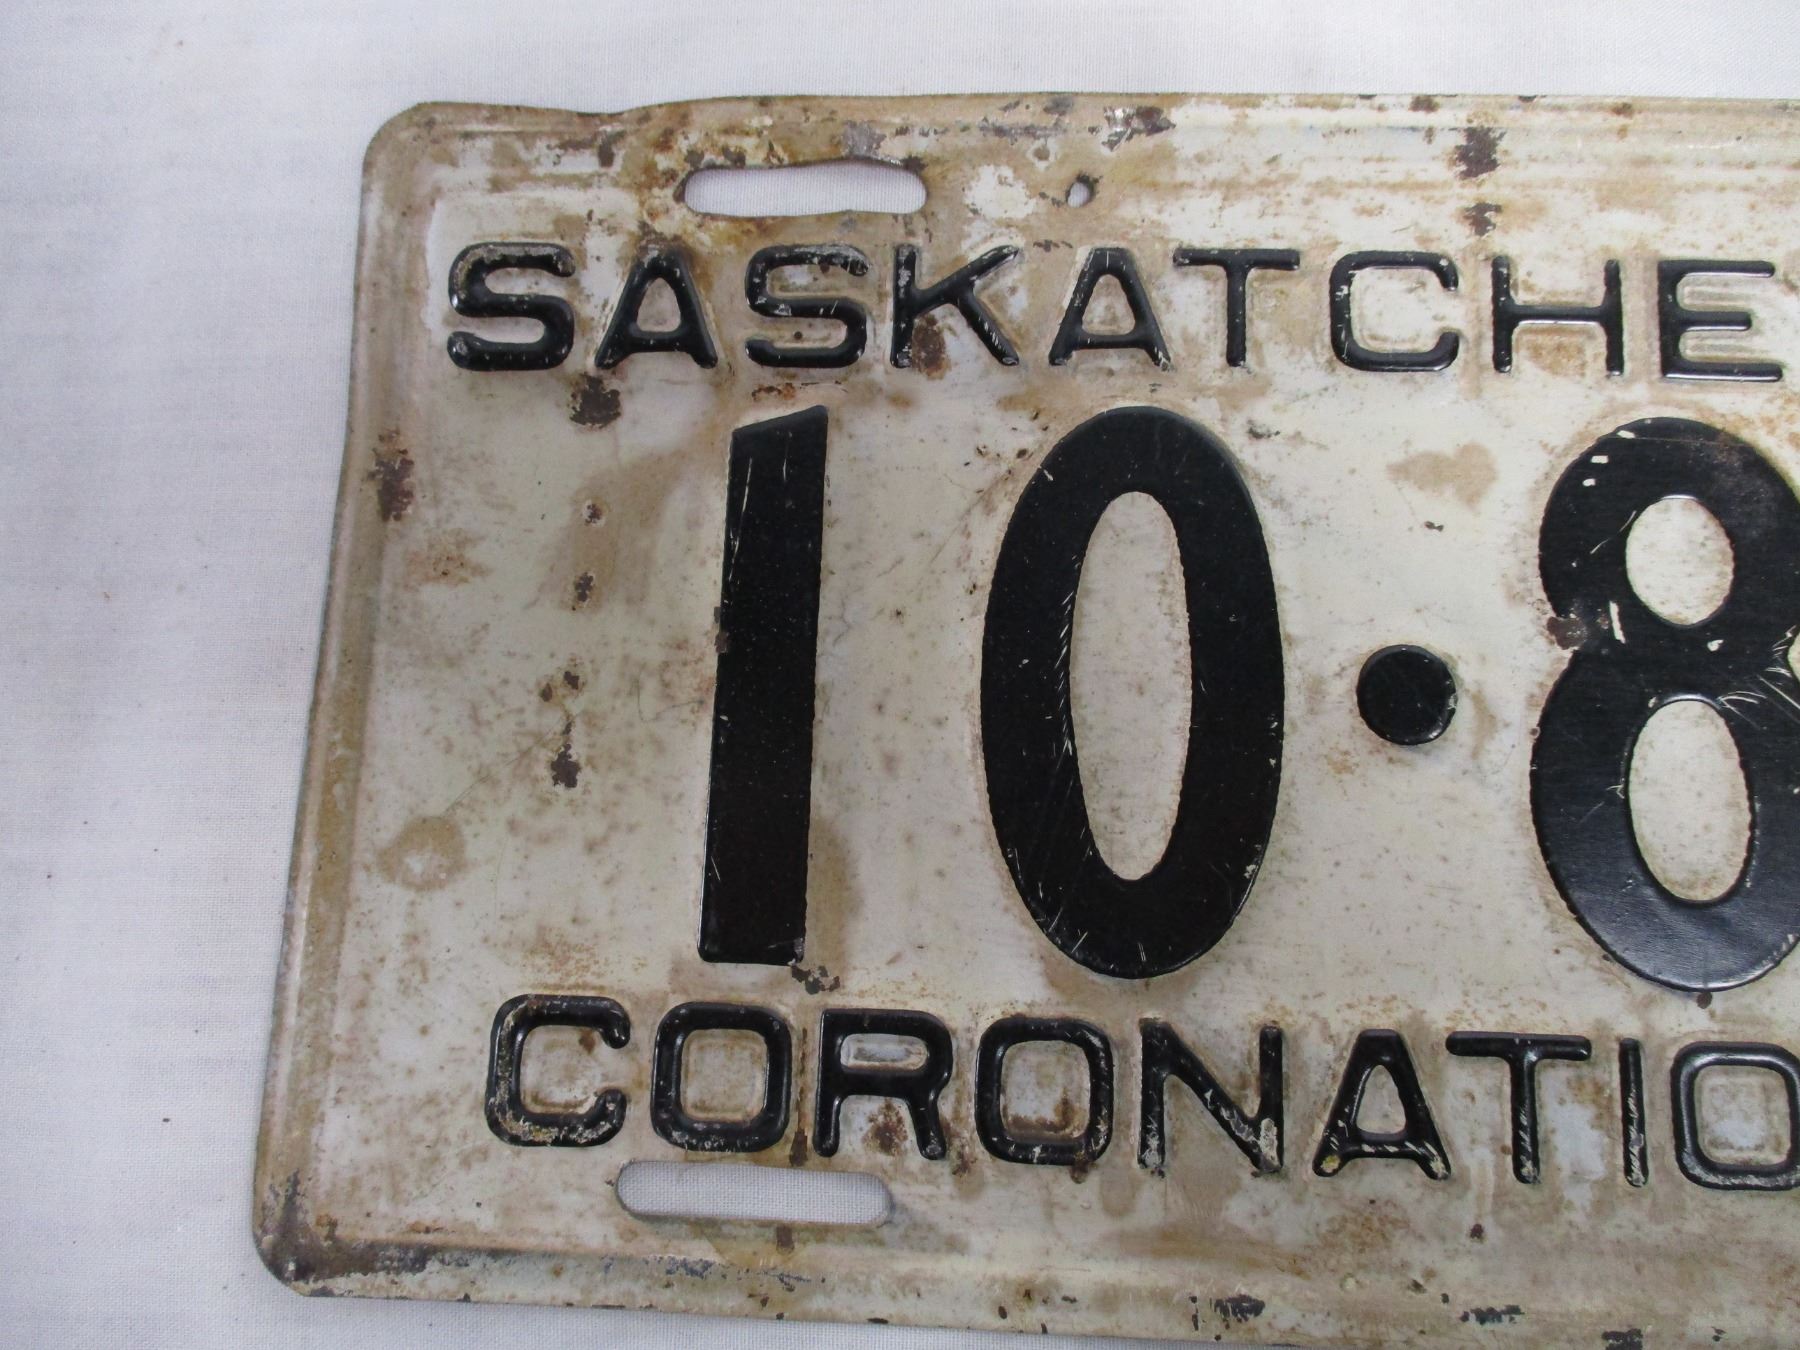 SASKATCHE
10·8
CORONATIO